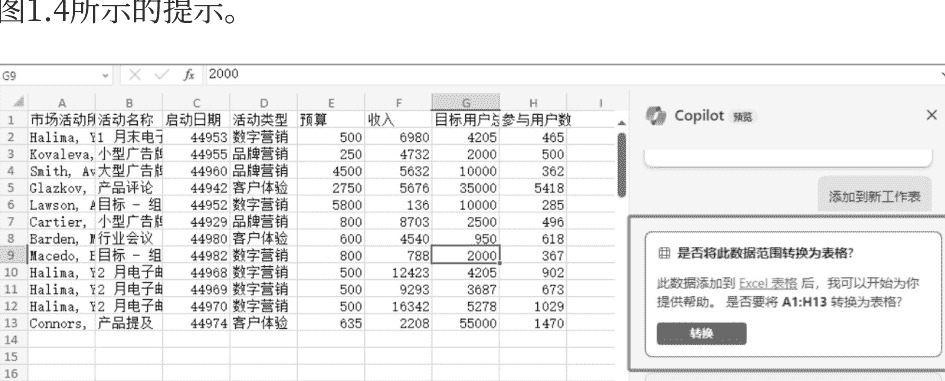 图1.4所示的提示。
G9 fx 2000
A B C D E F G H I
1 市场活动所 活动名称 启动日期 活动类型 预算 收入 目标用户总 参与用户数
2 Halima, Y 1 月末电子 44953 数字营销 500 6980 4205 465
3 Kovaleva, 小型广告牌 44955 品牌营销 250 4732 2000 500
4 Smith, Av 大型广告牌 44960 品牌营销 4500 5632 10000 362
5 Glazkov, 产品评论 44942 客户体验 2750 5676 35000 5418
6 Lawson, A 目标 - 组 44952 数字营销 5800 136 10000 285
7 Cartier, 小型广告牌 44929 品牌营销 800 8703 2500 496
8 Barden, M 行业会议 44980 客户体验 600 4540 950 618
9 Macedo, B 目标 - 组 44982 数字营销 800 788 2000 367
10 Halima, Y 2 月电子邮 44968 数字营销 500 12423 4205 902
11 Halima, Y 2 月电子邮 44969 数字营销 500 9293 3687 673
12 Halima, Y 2 月电子邮 44970 数字营销 500 16342 5278 1029
13 Connors, 产品提及 44974 客户体验 635 2208 55000 1470
14
15
16
Copilot 预览
添加到新工作表
是否将此数据范围转换为表格?
此数据添加到 Excel 表格 后，我可以开始为你
提供帮助。 是否要将 A1:H13 转换为表格?
转换